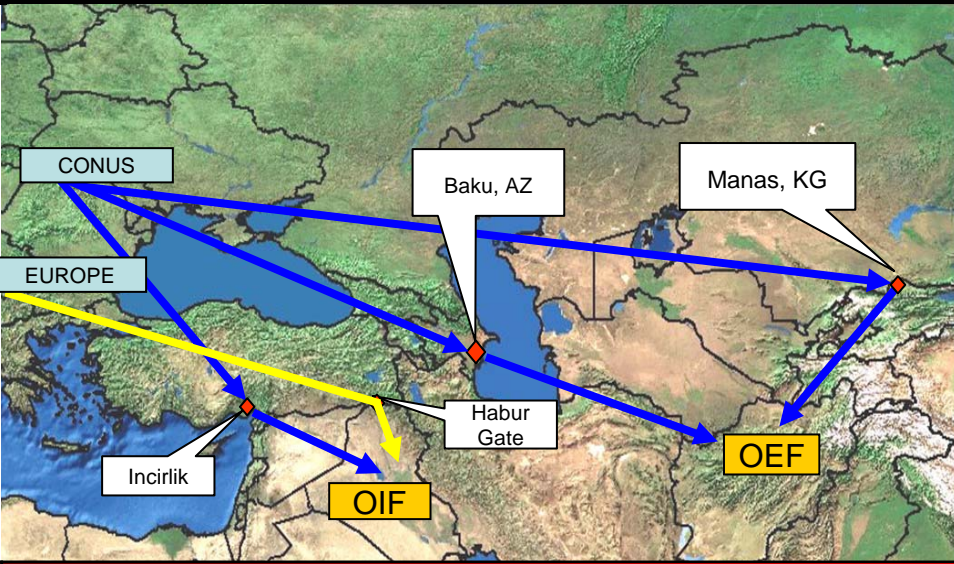 CONUS
Baku, AZ
Manas, KG
EUROPE
Habur
Gate
Incirlik
OIF
OEF